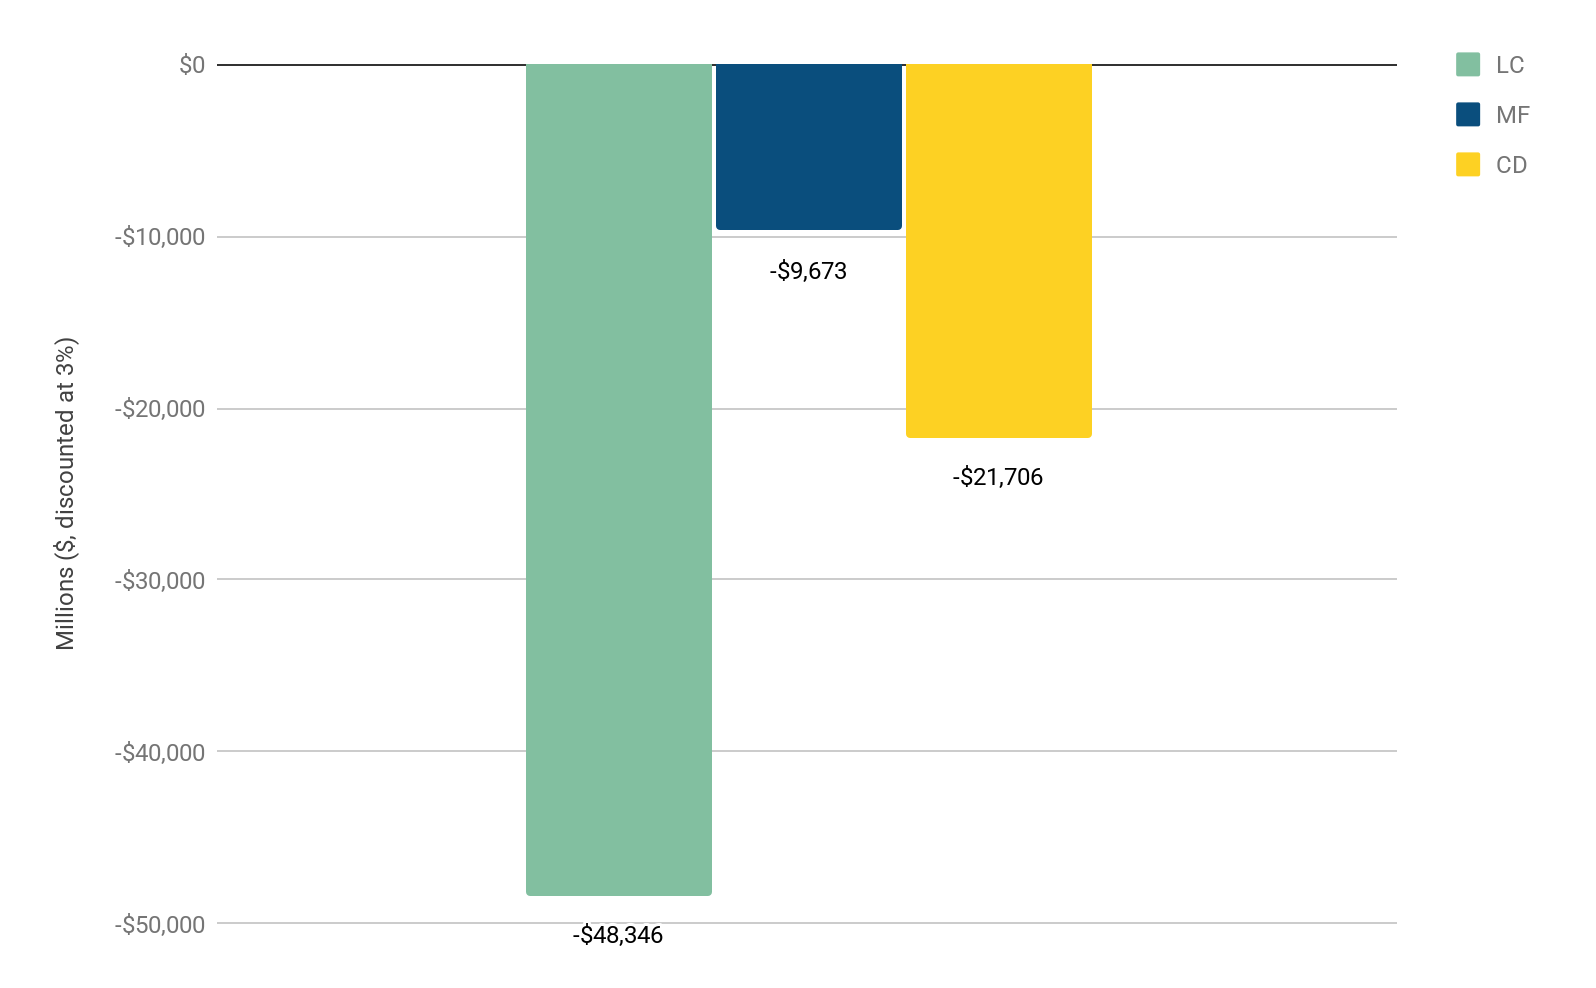 $0
-$10,000
-$20,000
-$30,000
-$40,000
-$50,000
Millions ($, discounted at 3%)
-$48,346
-$9,673
-$21,706
LC
MF
CD